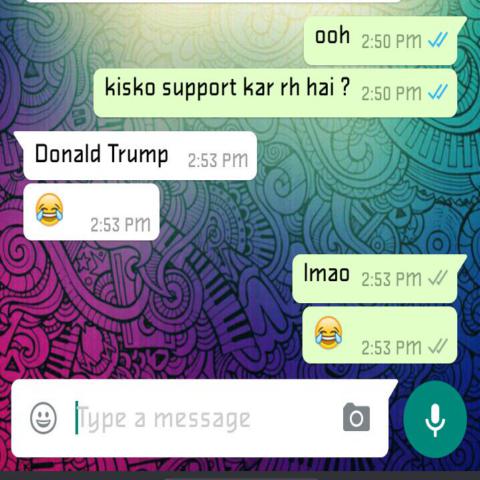 ooh 2:50 PM
kisko support kar rh hai ? 2:50 PM
Donald Trump 2:53 PM
😂 2:53 PM
lmao 2:53 PM
😂 2:53 PM
Type a message